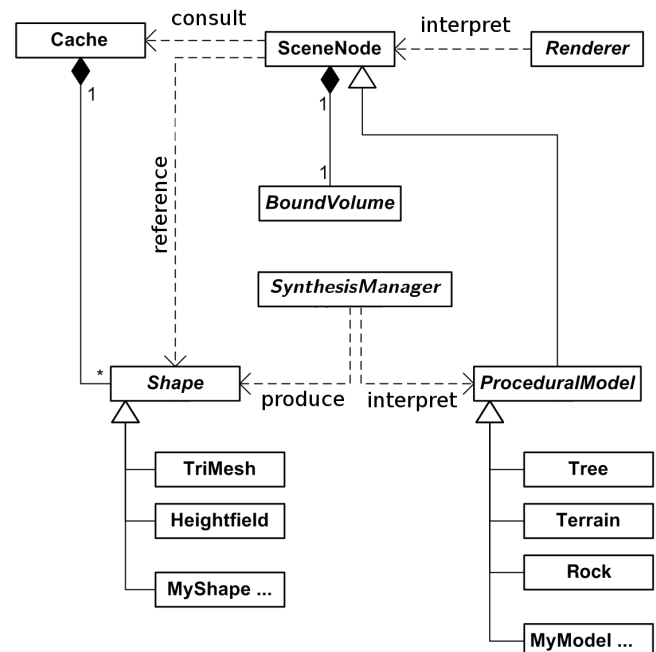 consult
interpret
Cache
SceneNode
Renderer
1
1
reference
1
BoundVolume
SynthesisManager
*
Shape
ProceduralModel
produce
interpret
TriMesh
Tree
Heightfield
Terrain
Rock
MyShape ...
MyModel ...